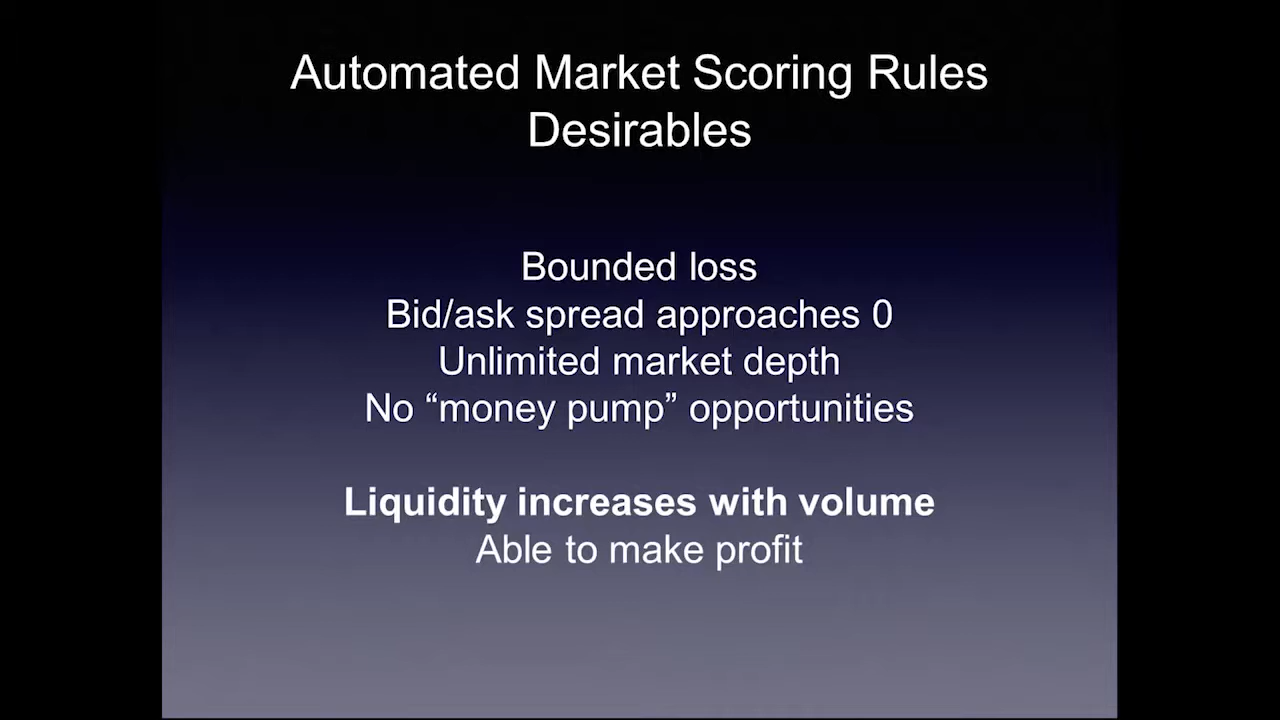 Automated Market Scoring Rules
Desirables
Bounded loss
Bid/ask spread approaches 0
Unlimited market depth
No “money pump” opportunities
Liquidity increases with volume
Able to make profit